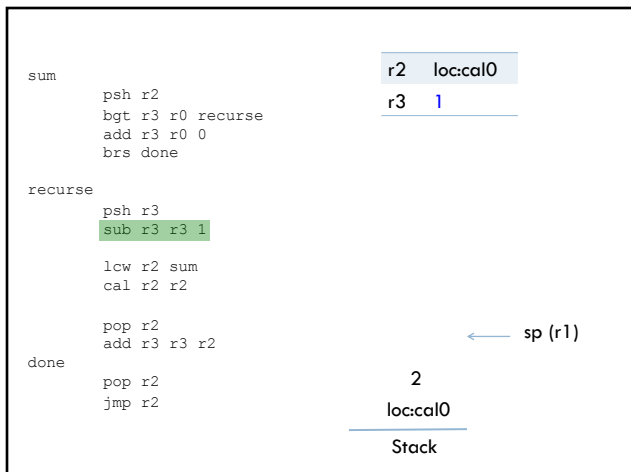 sum
psh r2
bgt r3 r0 recurse
add r3 r0 0
brs done
recurse
psh r3
sub r3 r3 1
lcw r2 sum
cal r2 r2
pop r2
add r3 r3 r2
done
pop r2
jmp r2
r2 loc:cal0
r3 1
sp (r1)
2
loc:cal0
Stack